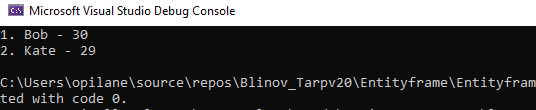 Microsoft Visual Studio Debug Console
1. Bob - 30
2. Kate - 29
C:\Users\opilane\source\repos\Blinov_Tarpv20\Entityframe\Entityfram
ted with code 0.